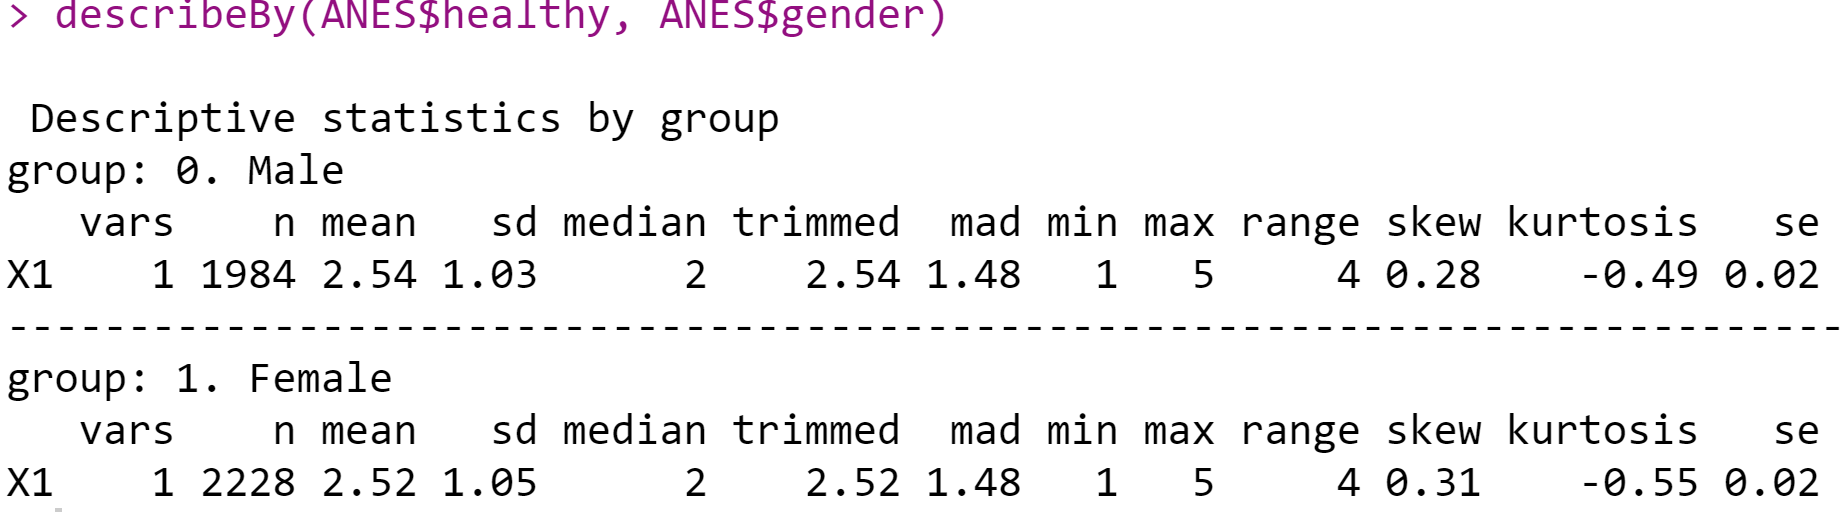 > describeBy(ANES$healthy, ANES$gender)
Descriptive statistics by group
group: 0. Male
vars n mean sd median trimmed mad min max range skew kurtosis se
X1 1 1984 2.54 1.03 2 2.54 1.48 1 5 4 0.28 -0.49 0.02
----------------------------------------------------------------------------
group: 1. Female
vars n mean sd median trimmed mad min max range skew kurtosis se
X1 1 2228 2.52 1.05 2 2.52 1.48 1 5 4 0.31 -0.55 0.02